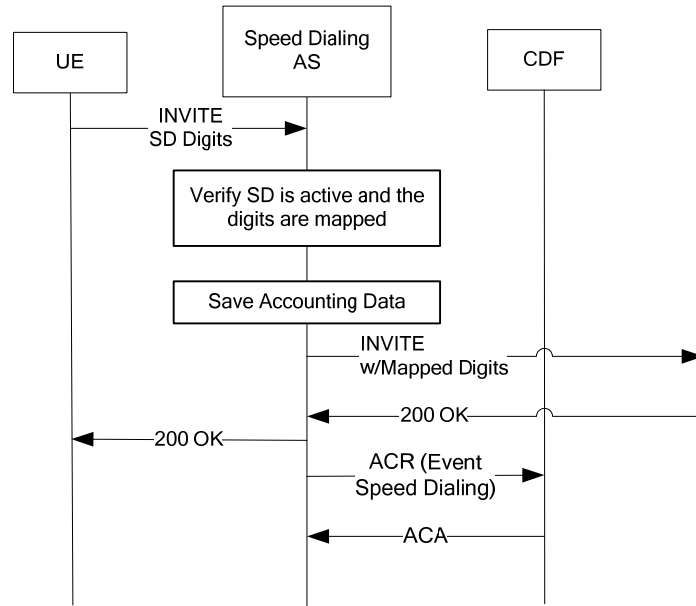 UE
Speed Dialing
AS
CDF
INVITE
SD Digits
Verify SD is active and the
digits are mapped
Save Accounting Data
INVITE
w/Mapped Digits
200 OK
200 OK
ACR (Event
Speed Dialing)
ACA